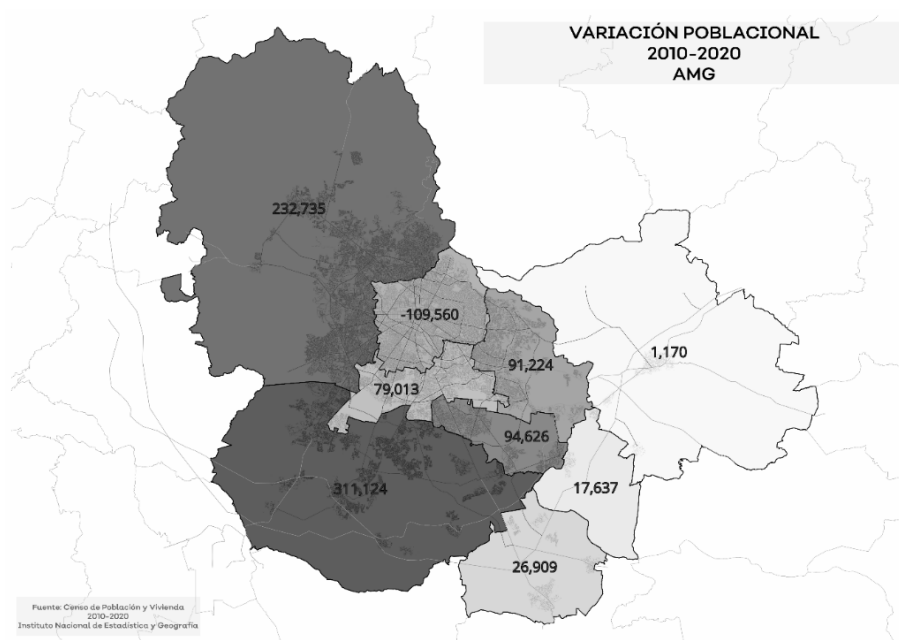 VARIACIÓN POBLACIONAL
2010-2020
AMG
232,735
-109,560
1,170
91,224
79,013
94,626
311,124
17,637
26,909
Fuente: Censo de Población y Vivienda
2010-2020
Instituto Nacional de Estadística y Geografía